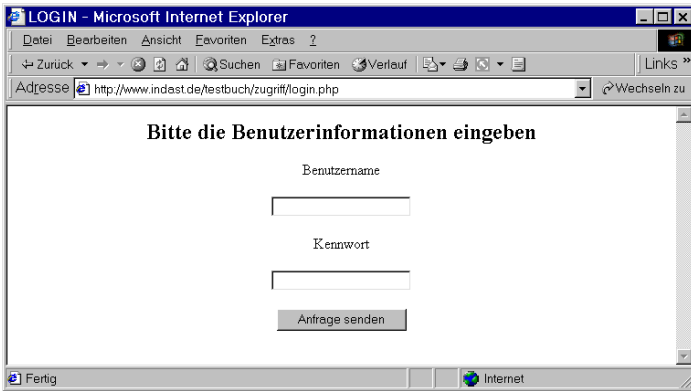 LOGIN - Microsoft Internet Explorer
Datei Bearbeiten Ansicht Favoriten Extras ?
Zurück Suchen Favoriten Verlauf Links »
Adresse http://www.indast.de/testbuch/zugriff/login.php Wechseln zu
Bitte die Benutzerinformationen eingeben
Benutzername
Kennwort
Anfrage senden
Fertig Internet